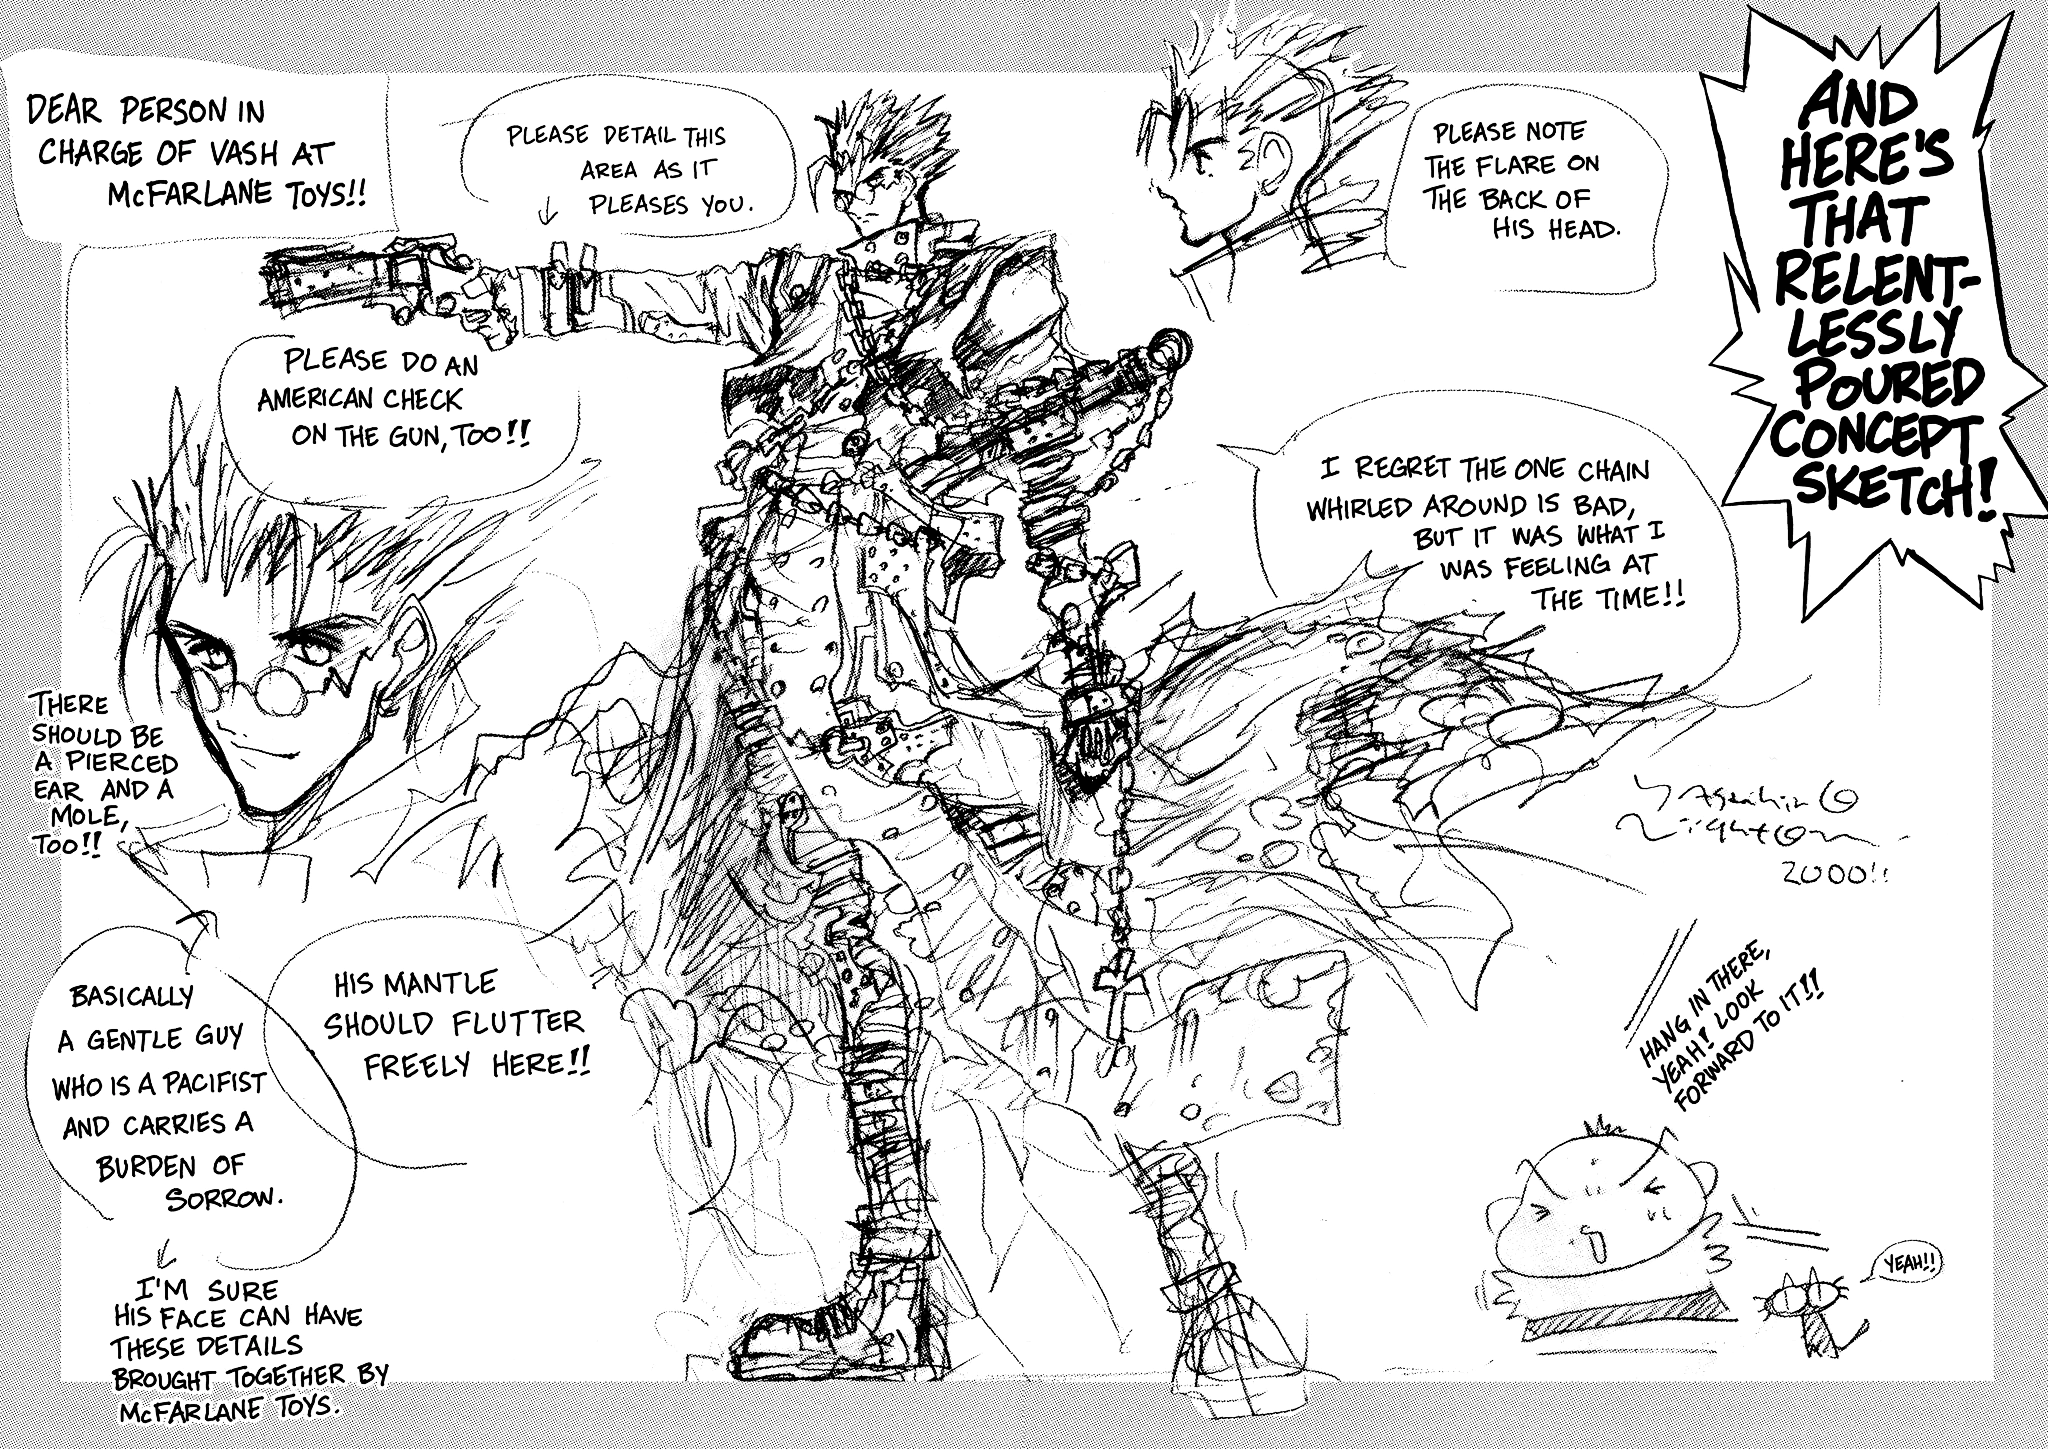 DEAR PERSON IN
CHARGE OF VASH AT
McFARLANE TOYS!!
PLEASE DETAIL THIS
AREA AS IT
PLEASES YOU.
PLEASE NOTE
THE FLARE ON
THE BACK OF
HIS HEAD.
AND
HERE'S
THAT
RELENT-
LESSLY
POURED
CONCEPT
SKETCH!
PLEASE DO AN
AMERICAN CHECK
ON THE GUN, TOO!!
I REGRET THE ONE CHAIN
WHIRLED AROUND IS BAD,
BUT IT WAS WHAT I
WAS FEELING AT
THE TIME!!
THERE
SHOULD BE
A PIERCED
EAR AND A
MOLE,
TOO!!
Yasuhiro
Nightow
2000!!
BASICALLY
A GENTLE GUY
WHO IS A PACIFIST
AND CARRIES A
BURDEN OF
SORROW.
HIS MANTLE
SHOULD FLUTTER
FREELY HERE!!
HANG IN THERE,
YEAH! LOOK
FORWARD TO IT!!
YEAH!!
I'M SURE
HIS FACE CAN HAVE
THESE DETAILS
BROUGHT TOGETHER BY
McFARLANE TOYS.